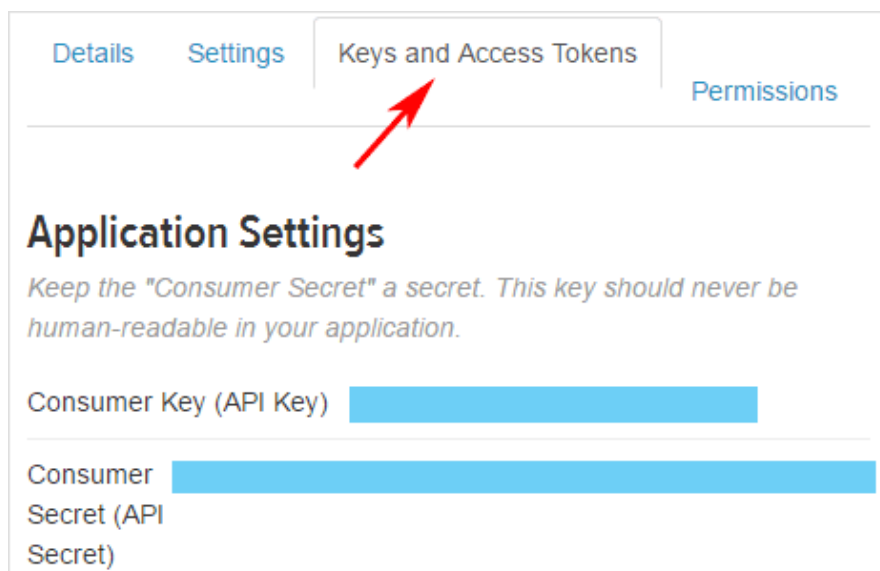 Details Settings Keys and Access Tokens
Permissions
Application Settings
Keep the "Consumer Secret" a secret. This key should never be
human-readable in your application.
Consumer Key (API Key)
Consumer
Secret (API
Secret)